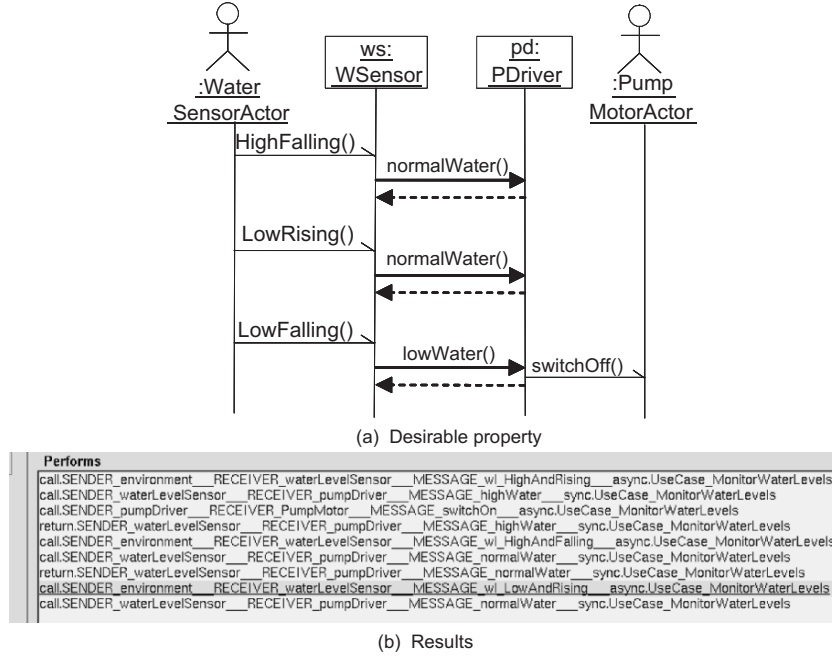 :Water
SensorActor
ws:
WSensor
pd:
PDriver
:Pump
MotorActor
HighFalling()
normalWater()
LowRising()
normalWater()
LowFalling()
lowWater()
switchOff()
(a) Desirable property
Performs
call.SENDER_environment___RECEIVER_waterLevelSensor___MESSAGE_wl_HighAndRising___async.UseCase_MonitorWaterLevels
call.SENDER_waterLevelSensor___RECEIVER_pumpDriver___MESSAGE_highWater___sync.UseCase_MonitorWaterLevels
call.SENDER_pumpDriver___RECEIVER_PumpMotor___MESSAGE_switchOn___async.UseCase_MonitorWaterLevels
return.SENDER_waterLevelSensor___RECEIVER_pumpDriver___MESSAGE_highWater___sync.UseCase_MonitorWaterLevels
call.SENDER_environment___RECEIVER_waterLevelSensor___MESSAGE_wl_HighAndFalling___async.UseCase_MonitorWaterLevels
call.SENDER_waterLevelSensor___RECEIVER_pumpDriver___MESSAGE_normalWater___sync.UseCase_MonitorWaterLevels
return.SENDER_waterLevelSensor___RECEIVER_pumpDriver___MESSAGE_normalWater___sync.UseCase_MonitorWaterLevels
call.SENDER_environment___RECEIVER_waterLevelSensor___MESSAGE_wl_LowAndRising___async.UseCase_MonitorWaterLevels
call.SENDER_waterLevelSensor___RECEIVER_pumpDriver___MESSAGE_normalWater___sync.UseCase_MonitorWaterLevels
(b) Results